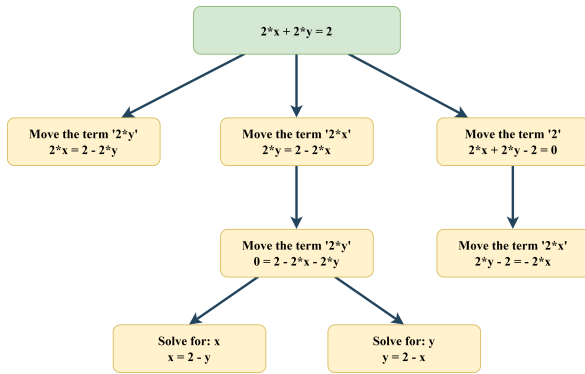 2*x + 2*y = 2
Move the term '2*y'
2*x = 2 - 2*y
Move the term '2*x'
2*y = 2 - 2*x
Move the term '2'
2*x + 2*y - 2 = 0
Move the term '2*y'
0 = 2 - 2*x - 2*y
Move the term '2*x'
2*y - 2 = - 2*x
Solve for: x
x = 2 - y
Solve for: y
y = 2 - x